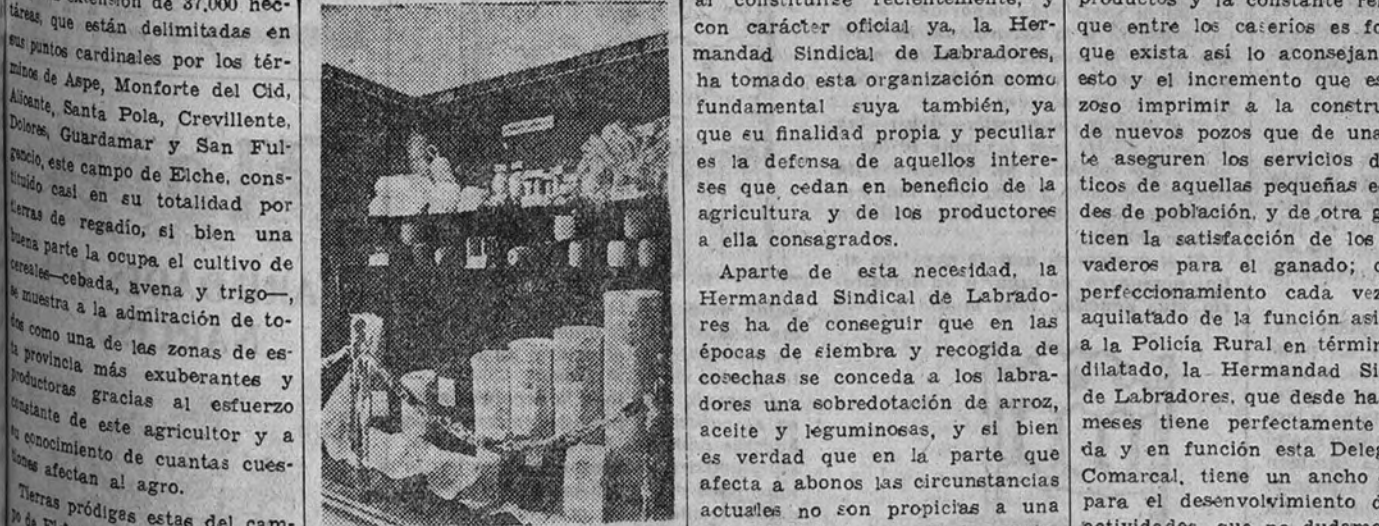 extensión de 37.000 hec-
táreas, que están delimitadas en
sus puntos cardinales por los tér-
minos de Aspe, Monforte del Cid,
Alicante, Santa Pola, Crevillente,
Dolores, Guardamar y San Ful-
gencio, este campo de Elche, cons-
tituído casi en su totalidad por
tierras de regadío, si bien una
buena parte la ocupa el cultivo de
cereales—cebada, avena y trigo—,
se muestra a la admiración de to-
dos como una de las zonas de es-
ta provincia más exuberantes y
productoras gracias al esfuerzo
constante de este agricultor y a
su conocimiento de cuantas cues-
tiones afectan al agro.
Tierras pródigas estas del cam-
al constituirse recientemente, y
con carácter oficial ya, la Her-
mandad Sindical de Labradores,
ha tomado esta organización como
fundamental suya también, ya
que su finalidad propia y peculiar
es la defensa de aquellos intere-
ses que cedan en beneficio de la
agricultura y de los productores
a ella consagrados.
Aparte de esta necesidad, la
Hermandad Sindical de Labrado-
res ha de conseguir que en las
épocas de siembra y recogida de
cosechas se conceda a los labra-
dores una sobredotación de arroz,
aceite y leguminosas, y si bien
es verdad que en la parte que
afecta a abonos las circunstancias
actuales no son propicias a una
productos y la constante
que entre los caseríos es
que exista así lo aconsejan
esto y el incremento que
zoso imprimir a la constru
de nuevos pozos que de una
te aseguren los servicios
ticos de aquellas pequeñas
des de población, y de otra
ticen la satisfacción de los
vaderos para el ganado;
perfeccionamiento cada vez
aquilatado de la función
a la Policía Rural en
dilatado, la Hermandad
de Labradores, que desde
meses tiene perfectamente
da y en función esta
Comarcal, tiene un ancho
para el desenvolvimiento